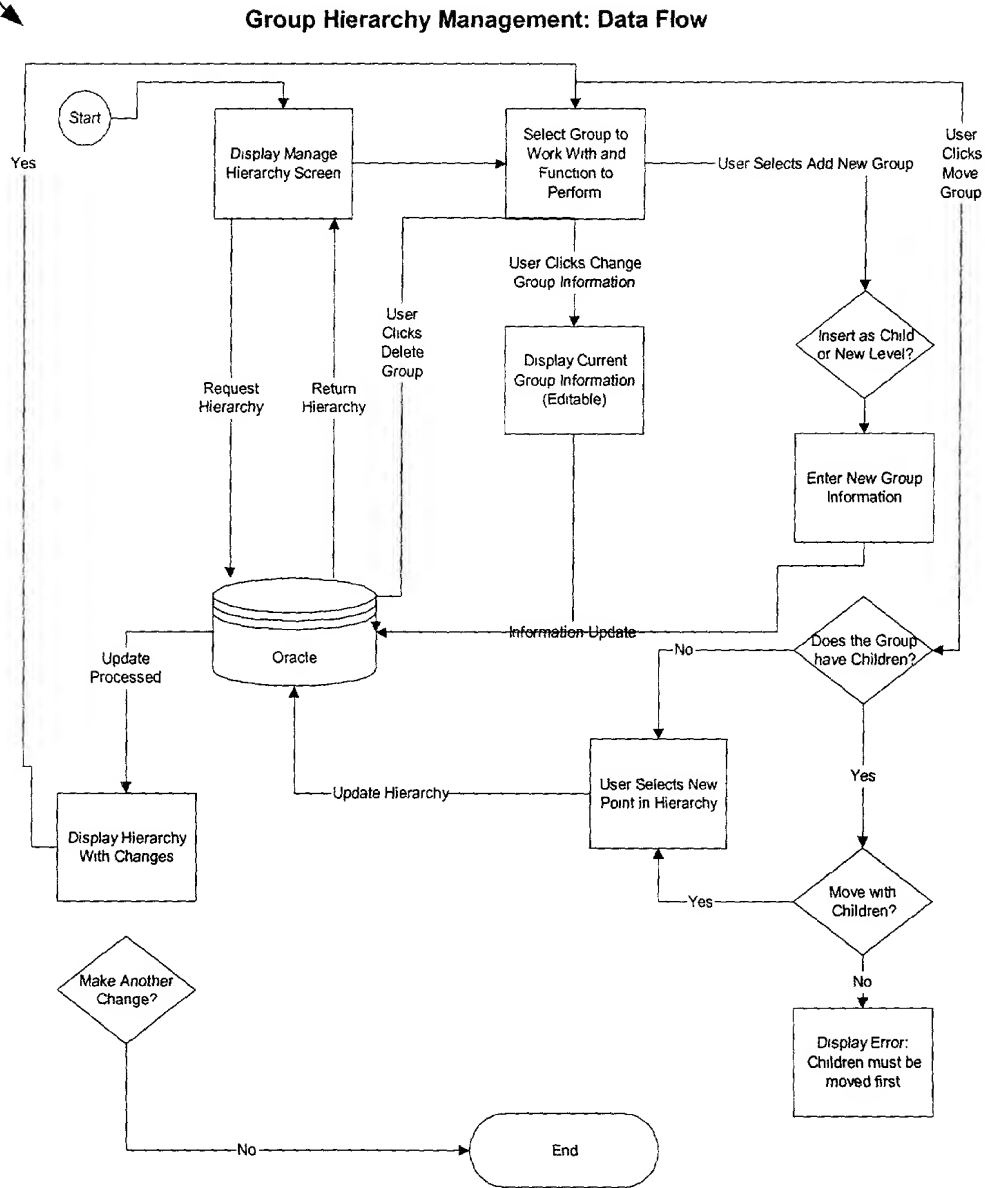 Group Hierarchy Management: Data Flow
Start
Yes
Display Manage
Hierarchy Screen
Select Group to
Work With and
Function to
Perform
User Selects Add New Group
User
Clicks
Move
Group
User Clicks Change
Group Information
User
Clicks
Delete
Group
Insert as Child
or New Level?
Display Current
Group Information
(Editable)
Request
Hierarchy
Return
Hierarchy
Enter New Group
Information
Oracle
Information Update
Does the Group
have Children?
No
Update
Processed
Yes
User Selects New
Point in Hierarchy
Update Hierarchy
Display Hierarchy
With Changes
Move with
Children?
Yes
Make Another
Change?
No
Display Error:
Children must be
moved first
No
End